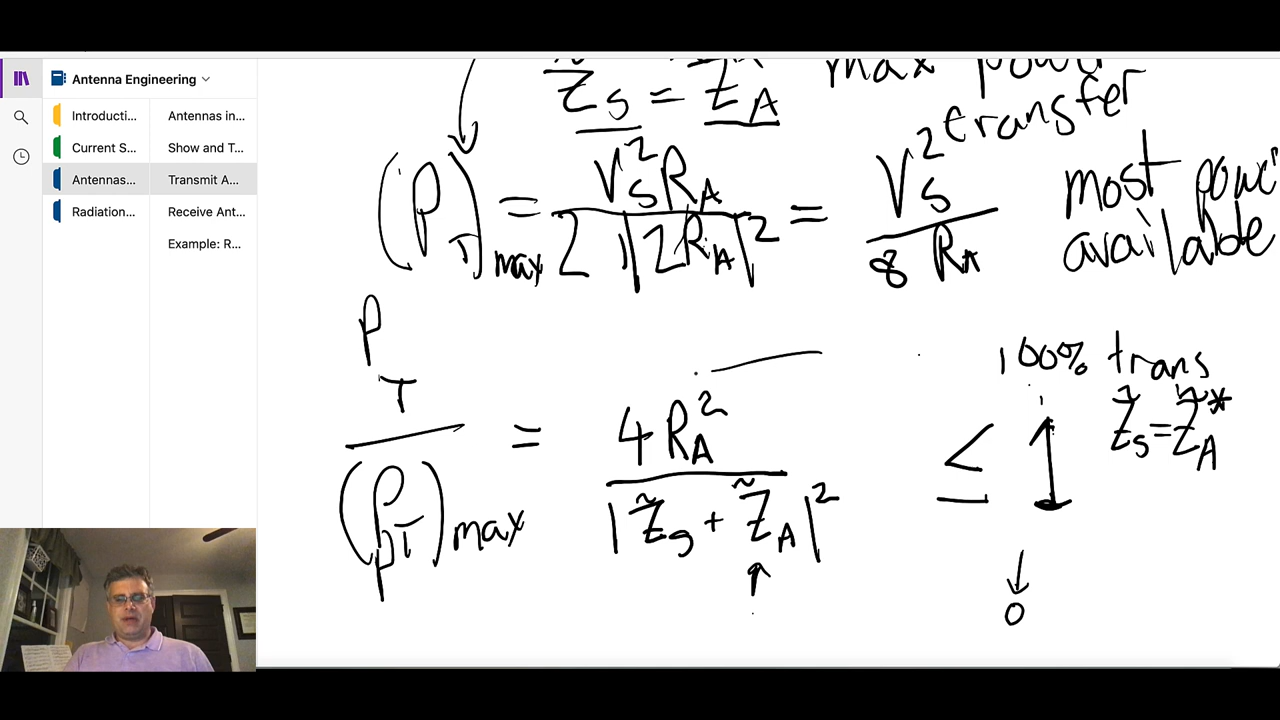 Antenna Engineering
Introducti...
Current S...
Antennas...
Radiation...
Antennas in...
Show and T...
Transmit A...
Receive Ant...
Example: R...
Z̃s = Z̃A max power
transfer
(PT)max = Vs²RA / 2|2RA|² = Vs² / 8RA most power
available
PT / (PT)max = 4RA² / |Z̃s + Z̃A|² ≤ 1
100% trans
Z̃s = Z̃A*
↓
0